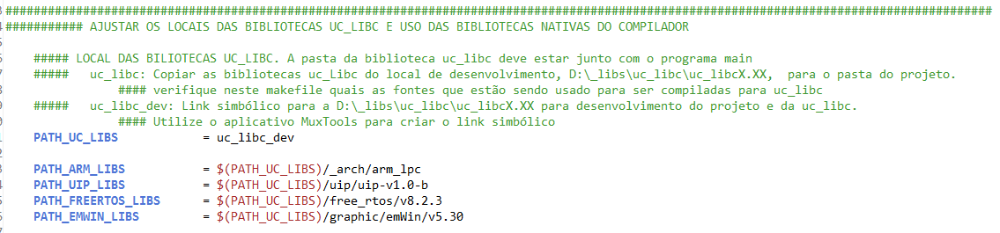 ############################################################################################################################################
########### AJUSTAR OS LOCAIS DAS BIBLIOTECAS UC_LIBC E USO DAS BIBLIOTECAS NATIVAS DO COMPILADOR
##### LOCAL DAS BILIOTECAS UC_LIBC. A pasta da biblioteca uc_libc deve estar junto com o programa main
##### uc_libc: Copiar as bibliotecas uc_Libc do local de desenvolvimento, D:\_libs\uc_libc\uc_libcX.XX, para o pasta do projeto.
#### verifique neste makefile quais as fontes que estão sendo usado para ser compiladas para uc_libc
##### uc_libc_dev: Link simbólico para a D:\_libs\uc_libc\uc_libcX.XX para desenvolvimento do projeto e da uc_libc.
#### Utilize o aplicativo MuxTools para criar o link simbólico
PATH_UC_LIBS = uc_libc_dev
PATH_ARM_LIBS = $(PATH_UC_LIBS)/_arch/arm_lpc
PATH_UIP_LIBS = $(PATH_UC_LIBS)/uip/uip-v1.0-b
PATH_FREERTOS_LIBS = $(PATH_UC_LIBS)/free_rtos/v8.2.3
PATH_EMWIN_LIBS = $(PATH_UC_LIBS)/graphic/emWin/v5.30